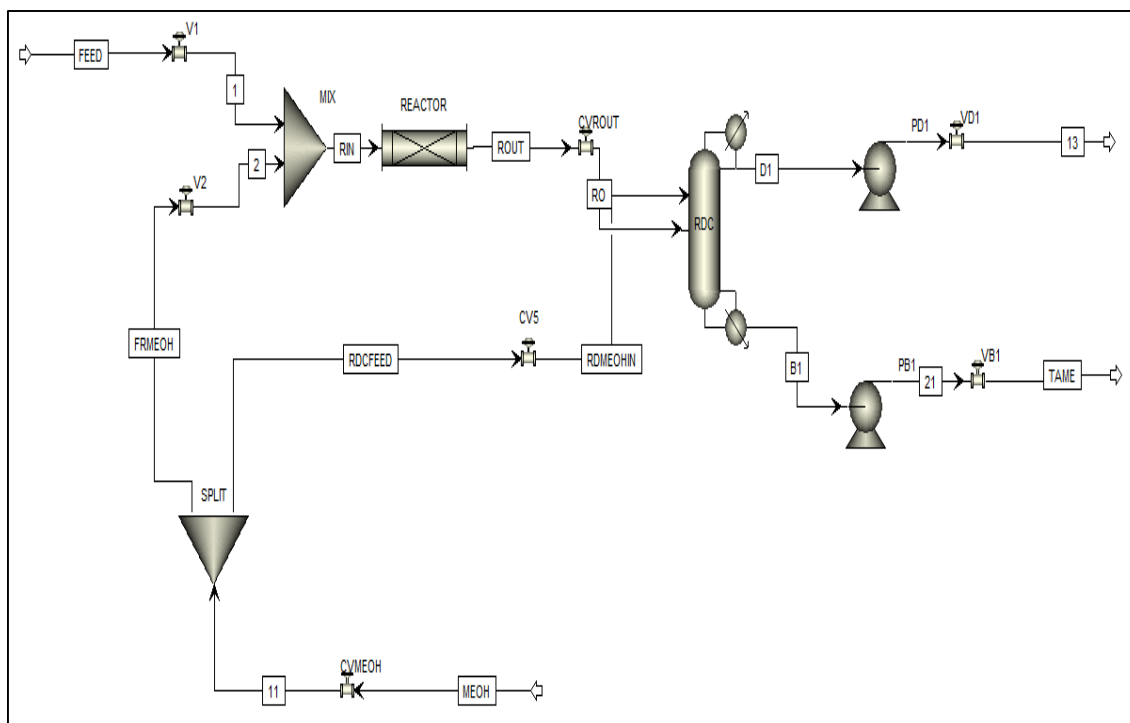 V1
FEED
1
MIX
REACTOR
RIN
ROUT
CVROUT
2
V2
RO
RDC
D1
PD1
VD1
13
FRMEOH
CV5
RDCFEED
RDMEOHIN
B1
PB1
21
VB1
TAME
SPLIT
11
CVMEOH
MEOH